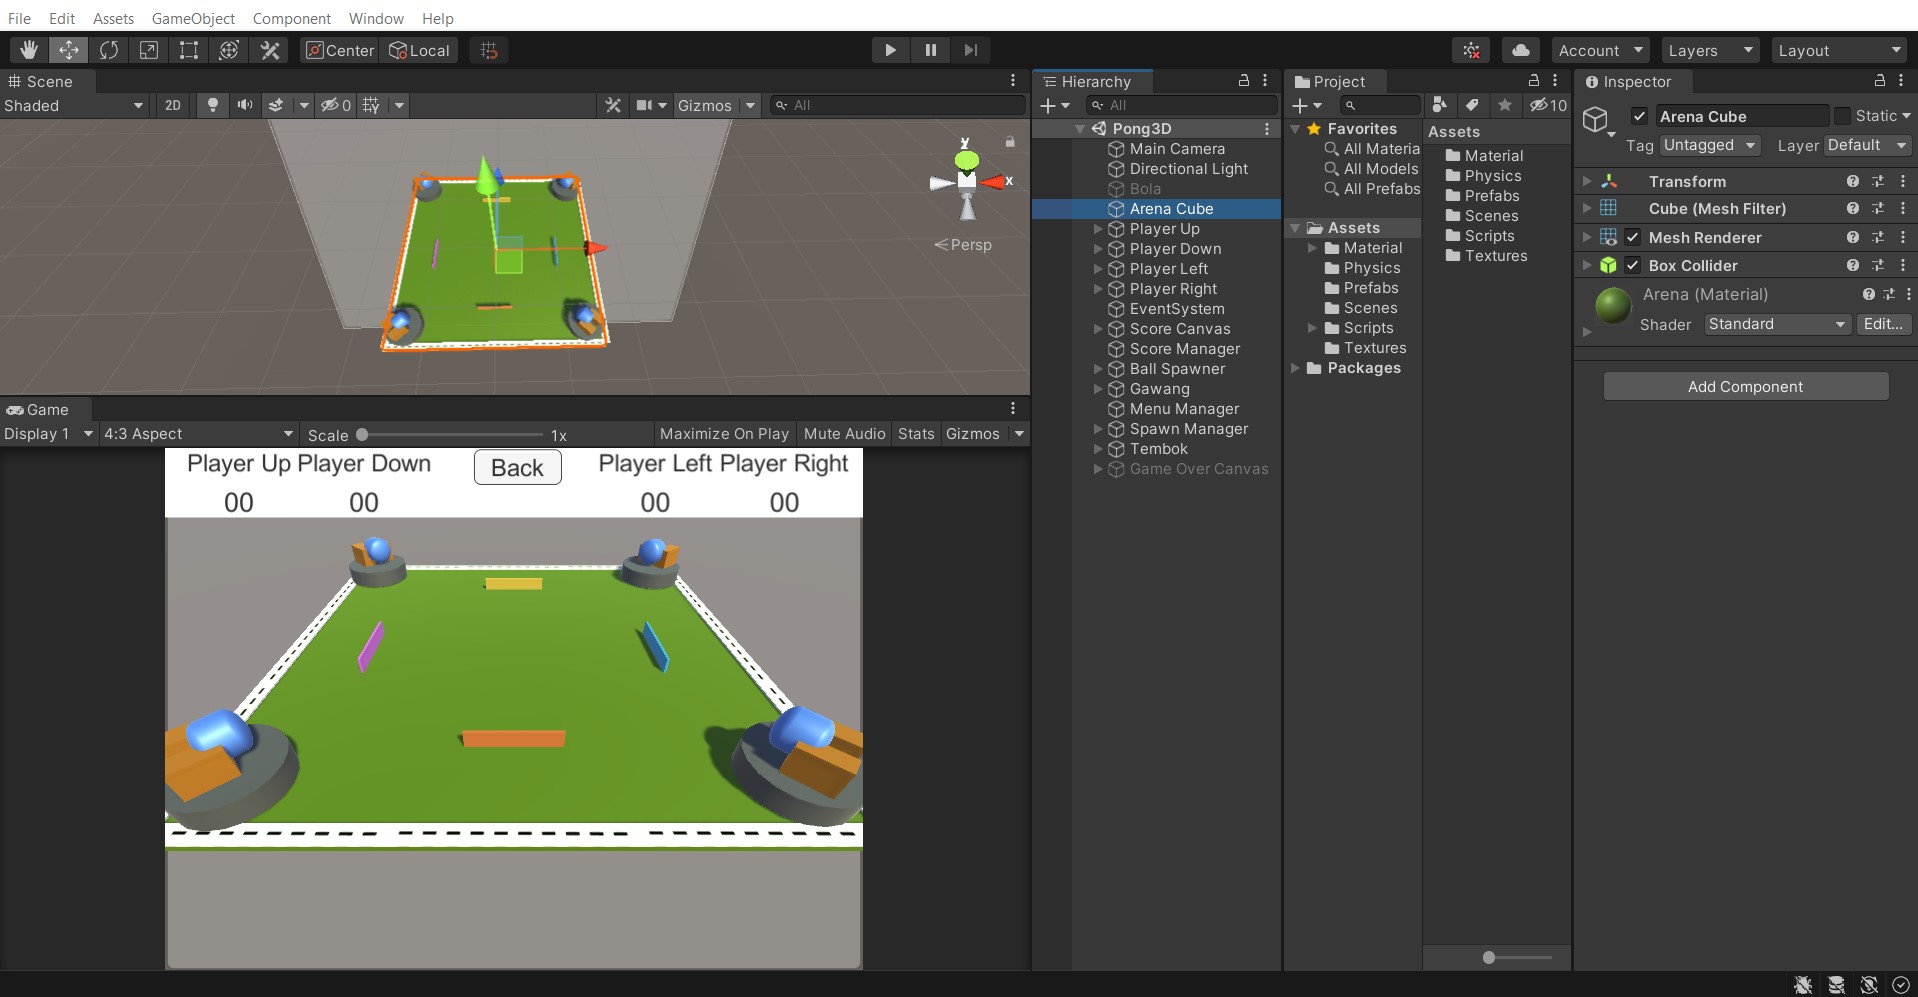 File Edit Assets GameObject Component Window Help
Center Local Account Layers Layout
Scene
Shaded 2D 0 Gizmos All
y
x
Persp
Game
Display 1 4:3 Aspect Scale 1x Maximize On Play Mute Audio Stats Gizmos
Player Up Player Down Back Player Left Player Right
00 00 00 00
Hierarchy
All
Pong3D
Main Camera
Directional Light
Bola
Arena Cube
Player Up
Player Down
Player Left
Player Right
EventSystem
Score Canvas
Score Manager
Ball Spawner
Gawang
Menu Manager
Spawn Manager
Tembok
Game Over Canvas
Project
10
Favorites
All Materia
All Models
All Prefabs
Assets
Material
Physics
Prefabs
Scenes
Scripts
Textures
Packages
Assets
Material
Physics
Prefabs
Scenes
Scripts
Textures
Inspector
Arena Cube Static
Tag Untagged Layer Default
Transform
Cube (Mesh Filter)
Mesh Renderer
Box Collider
Arena (Material)
Shader Standard Edit...
Add Component